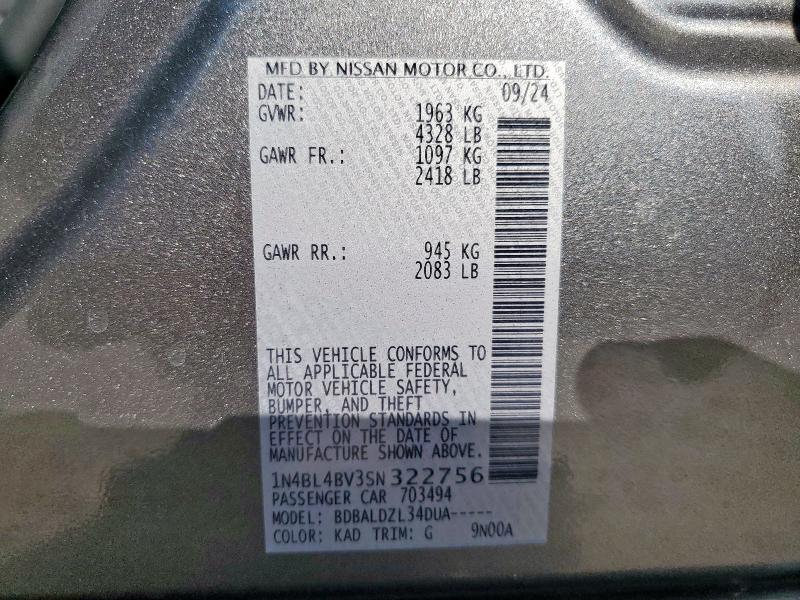 MFD BY NISSAN MOTOR CO., LTD.
DATE: 09/24
GVWR: 1963 KG
4328 LB
GAWR FR.: 1097 KG
2418 LB
GAWR RR.: 945 KG
2083 LB
THIS VEHICLE CONFORMS TO
ALL APPLICABLE FEDERAL
MOTOR VEHICLE SAFETY,
BUMPER, AND THEFT
PREVENTION STANDARDS IN
EFFECT ON THE DATE OF
MANUFACTURE SHOWN ABOVE.
1N4BL4BV3SN322756
PASSENGER CAR 703494
MODEL: BDBALDZL34DUA-----
COLOR: KAD TRIM: G 9N00A